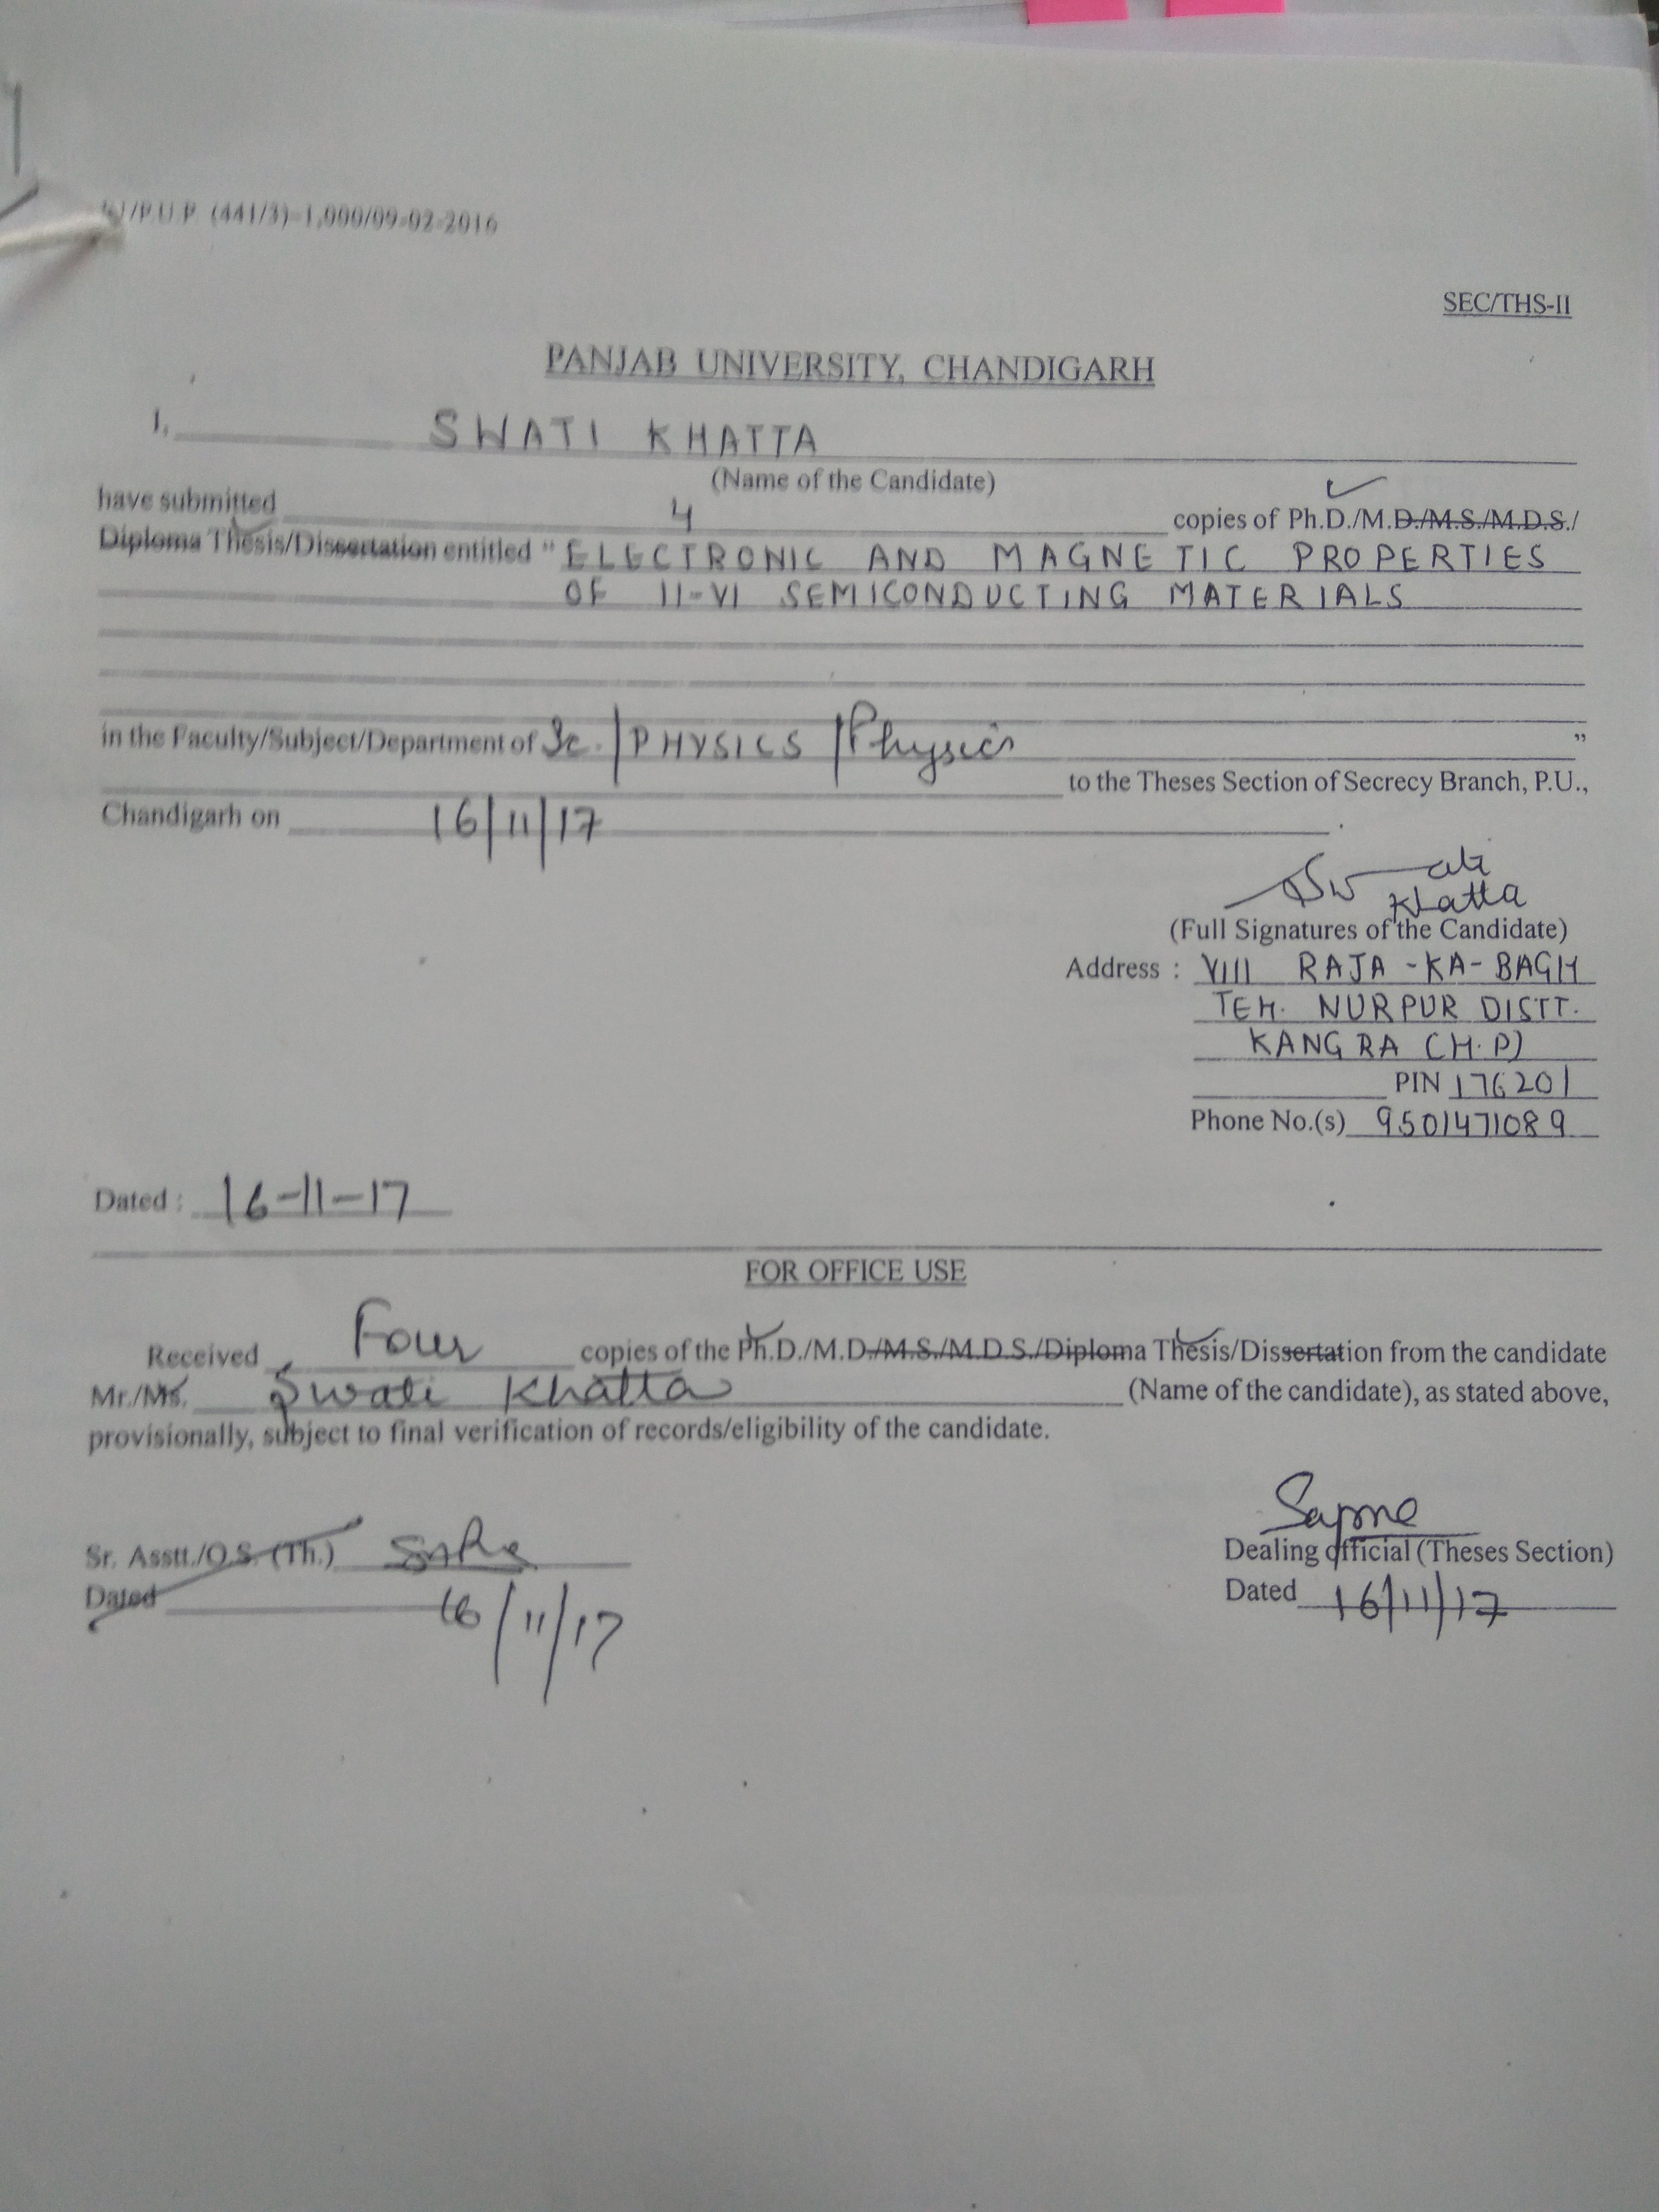 /P.U.P. (441/3)-1,000/09-02-2016
SEC/THS-II
PANJAB UNIVERSITY, CHANDIGARH
I, SWATI KHATTA
(Name of the Candidate)
have submitted 4 copies of Ph.D./M.D./M.S./M.D.S./
Diploma Thesis/Dissertation entitled " ELECTRONIC AND MAGNETIC PROPERTIES
OF II-VI SEMICONDUCTING MATERIALS
"
in the Faculty/Subject/Department of Sc. | PHYSICS | Physics
to the Theses Section of Secrecy Branch, P.U.,
Chandigarh on 16/11/17
Swati
Khatta
(Full Signatures of the Candidate)
Address : VIII RAJA-KA-BAGH
TEH. NURPUR DISTT.
KANGRA (H.P)
PIN 176201
Phone No.(s) 9501471089
Dated : 16-11-17
FOR OFFICE USE
Received Four copies of the Ph.D./M.D./M.S./M.D.S./Diploma Thesis/Dissertation from the candidate
Mr./Ms. Swati Khatta (Name of the candidate), as stated above,
provisionally, subject to final verification of records/eligibility of the candidate.
Sr. Asstt./O.S. (Th.)
Dated 16/11/17
Dealing official (Theses Section)
Dated 16/11/17